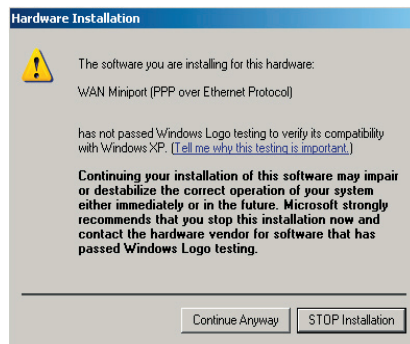 Hardware Installation
The software you are installing for this hardware:
WAN Miniport (PPP over Ethernet Protocol)
has not passed Windows Logo testing to verify its compatibility
with Windows XP. (Tell me why this testing is important.)
Continuing your installation of this software may impair
or destabilize the correct operation of your system
either immediately or in the future. Microsoft strongly
recommends that you stop this installation now and
contact the hardware vendor for software that has
passed Windows Logo testing.
Continue Anyway STOP Installation